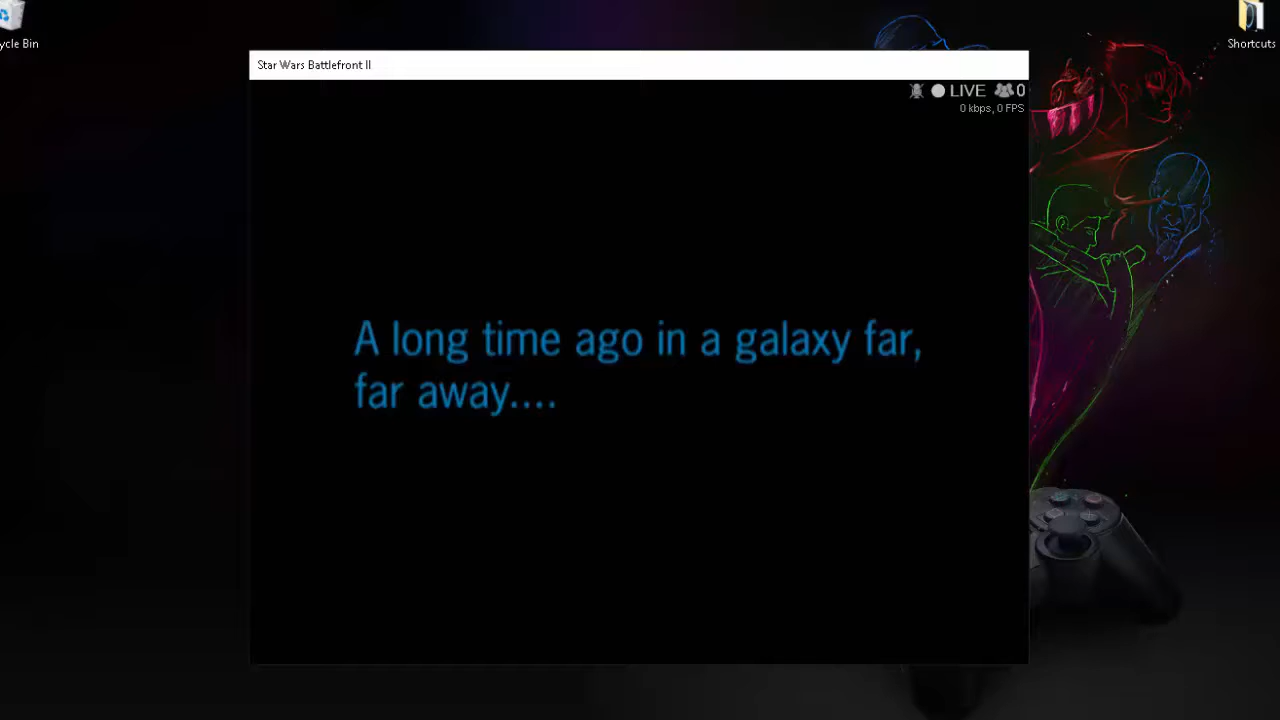 cycle Bin
Shortcuts
Star Wars Battlefront II
LIVE 0
0 kbps, 0 FPS
A long time ago in a galaxy far,
far away....